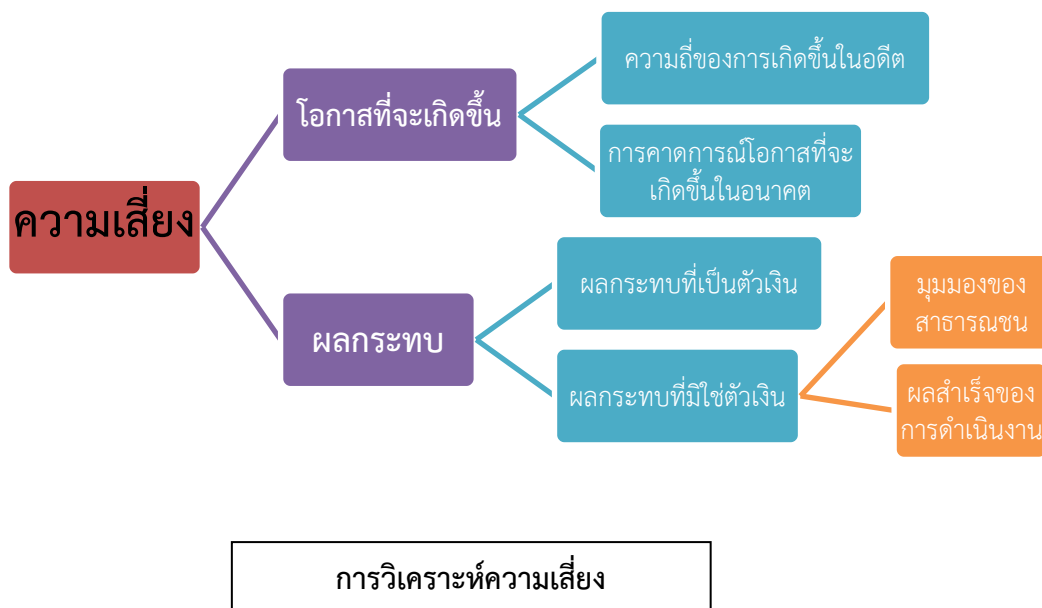 ความเสี่ยง
โอกาสที่จะเกิดขึ้น
ความถี่ของการเกิดขึ้นในอดีต
การคาดการณ์โอกาสที่จะ
เกิดขึ้นในอนาคต
ผลกระทบ
ผลกระทบที่เป็นตัวเงิน
ผลกระทบที่มิใช่ตัวเงิน
มุมมองของ
สาธารณชน
ผลสำเร็จของ
การดำเนินงาน
การวิเคราะห์ความเสี่ยง